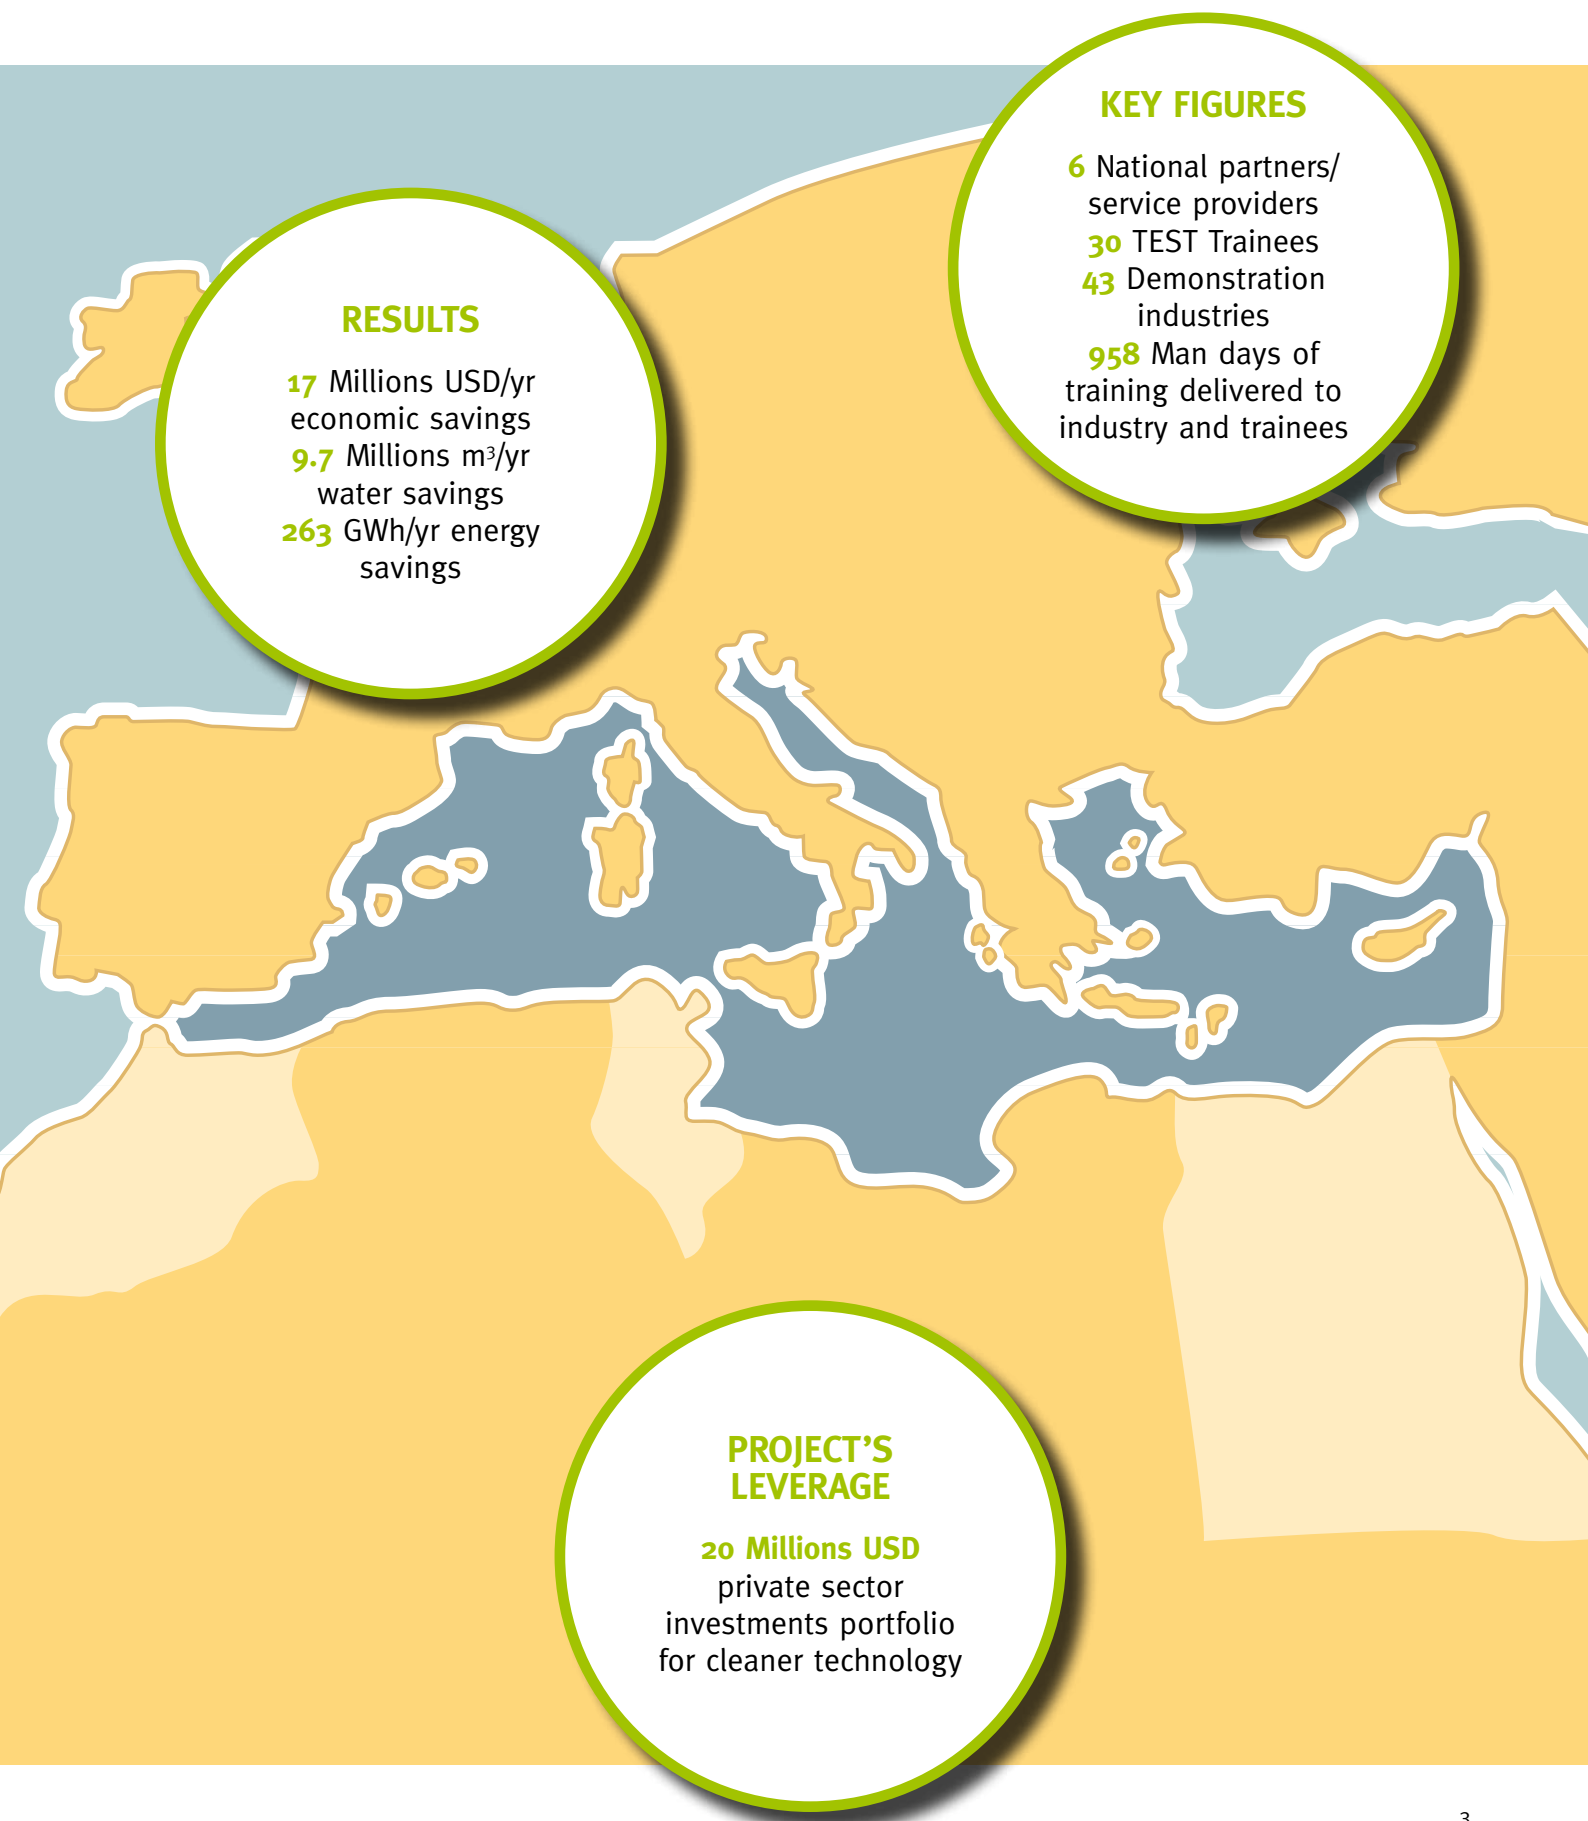 KEY FIGURES
6 National partners/
service providers
30 TEST Trainees
43 Demonstration
industries
958 Man days of
training delivered to
industry and trainees
RESULTS
17 Millions USD/yr
economic savings
9.7 Millions m³/yr
water savings
263 GWh/yr energy
savings
PROJECT’S
LEVERAGE
20 Millions USD
private sector
investments portfolio
for cleaner technology
3